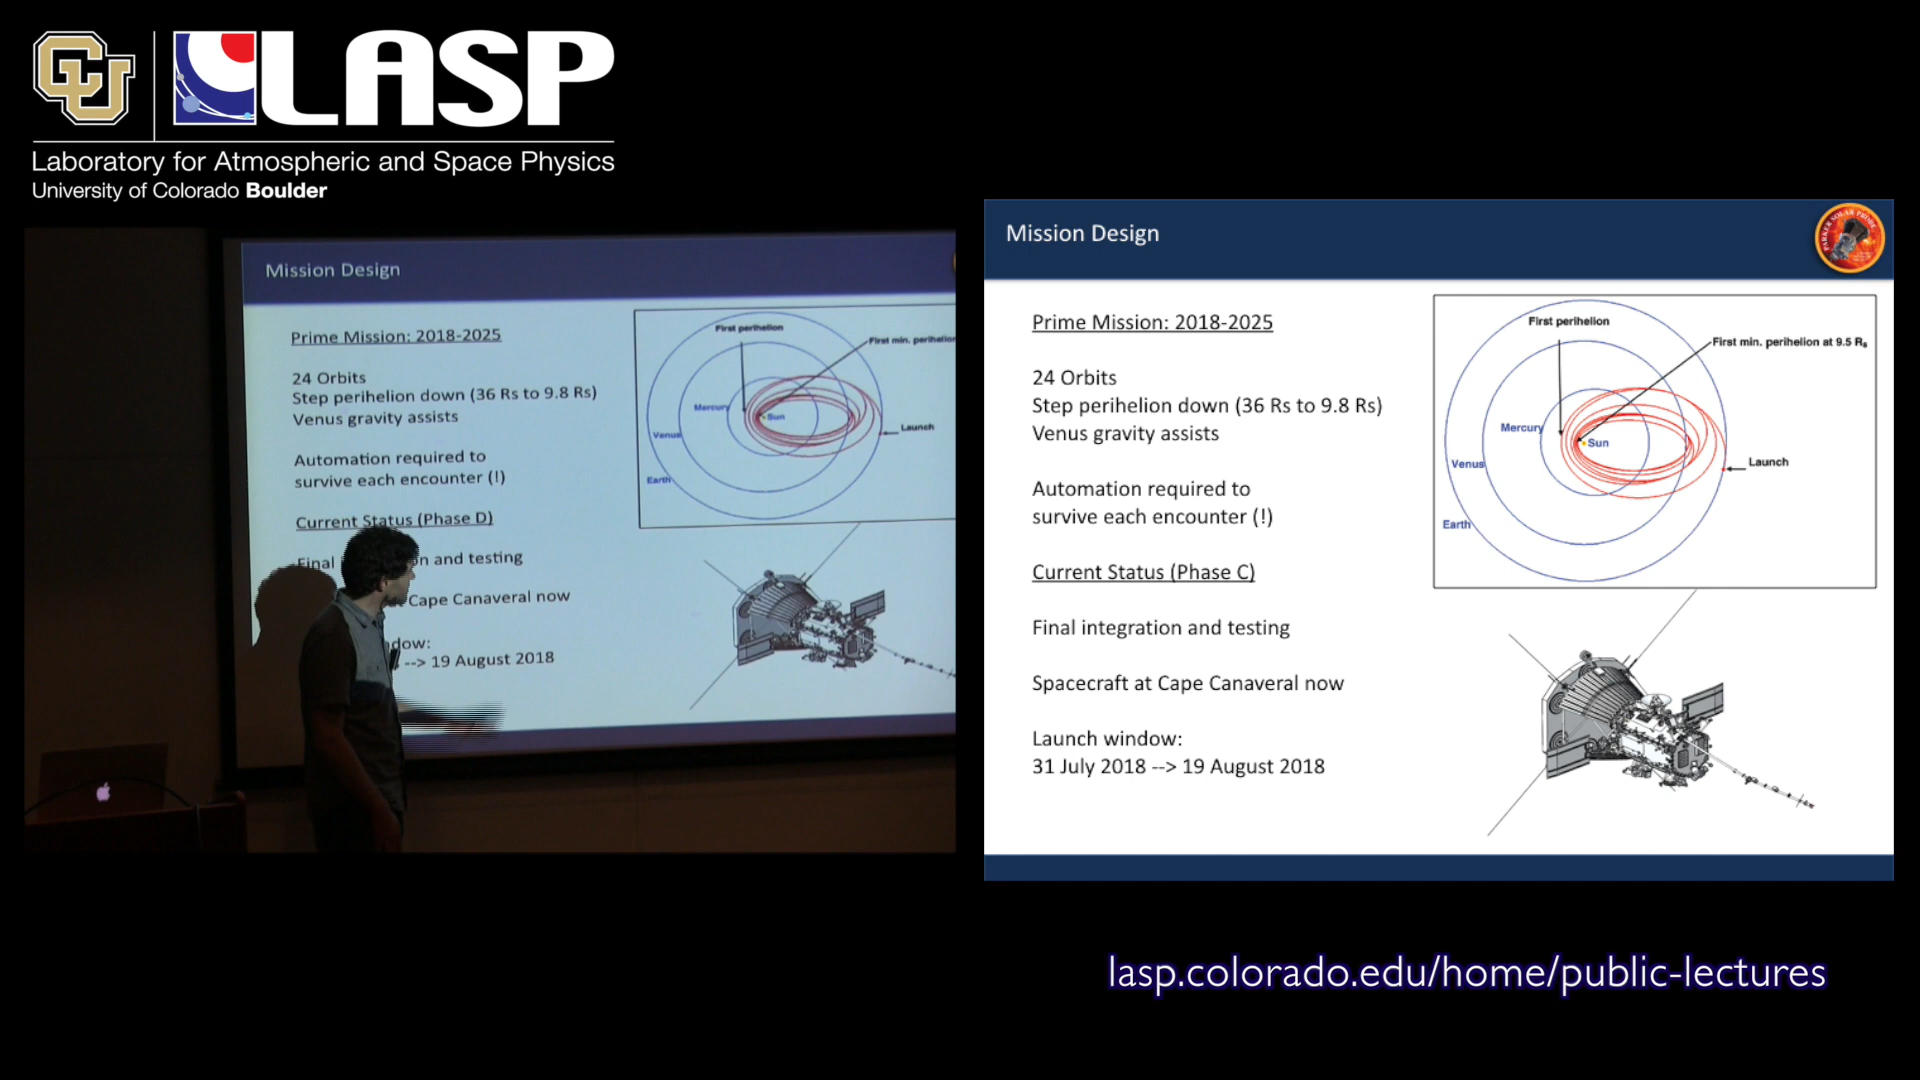 CU
LASP
Laboratory for Atmospheric and Space Physics
University of Colorado Boulder
Mission Design
Prime Mission: 2018-2025
24 Orbits
Step perihelion down (36 Rs to 9.8 Rs)
Venus gravity assists
Automation required to
survive each encounter (!)
Current Status (Phase D)
Final
n and testing
Cape Canaveral now
dow:
--> 19 August 2018
First perihelion
First min. perihelion
Mercury
Sun
Venus
Launch
Earth
Mission Design
PARKER SOLAR PROBE
Prime Mission: 2018-2025
24 Orbits
Step perihelion down (36 Rs to 9.8 Rs)
Venus gravity assists
Automation required to
survive each encounter (!)
Current Status (Phase C)
Final integration and testing
Spacecraft at Cape Canaveral now
Launch window:
31 July 2018 --> 19 August 2018
First perihelion
First min. perihelion at 9.5 Rs
Mercury
Sun
Venus
Launch
Earth
lasp.colorado.edu/home/public-lectures